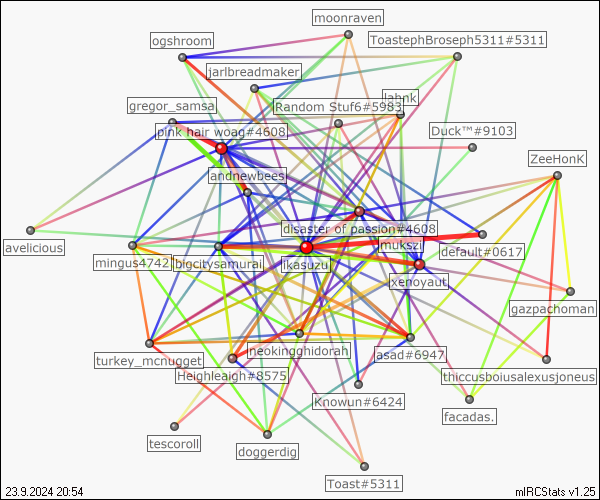 moonraven
ogshroom
ToastephBroseph5311#5311
jarlbreadmaker
lahnk
Random Stuf6#5983
gregor_samsa
pink hair woag#4608
Duck™#9103
ZeeHonK
andnewbees
disaster of passion#4608
mukszi
default#0617
avelicious
mingus4742
bigcitysamurai
ikasuzu
xenoyaut
gazpachoman
turkey_mcnugget
neokingghidorah
asad#6947
Heighleigh#8575
thiccusboiusalexusjoneus
Knowun#6424
facadas.
tescoroll
doggerdig
Toast#5311
23.9.2024 20:54
mIRCStats v1.25